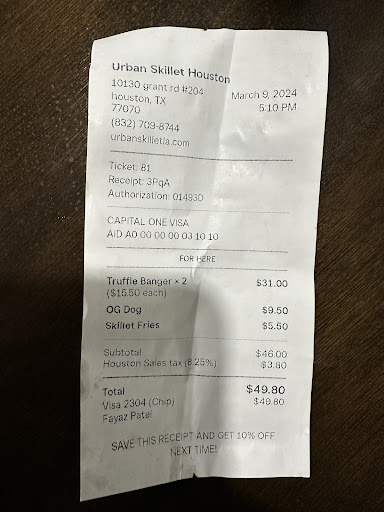 Urban Skillet Houston
10130 grant rd #204
houston, TX
77070
March 9, 2024
5:10 PM
(832) 709-8744
urbanskilletla.com
Ticket: 81
Receipt: 3PqA
Authorization: 01493D
CAPITAL ONE VISA
AID A0 00 00 00 03 10 10
FOR HERE
Truffle Banger × 2 $31.00
($15.50 each)
OG Dog $9.50
Skillet Fries $5.50
Subtotal $46.00
Houston Sales tax (8.25%) $3.80
Total $49.80
Visa 2304 (Chip) $49.80
Fayaz Patel
SAVE THIS RECEIPT AND GET 10% OFF
NEXT TIME!